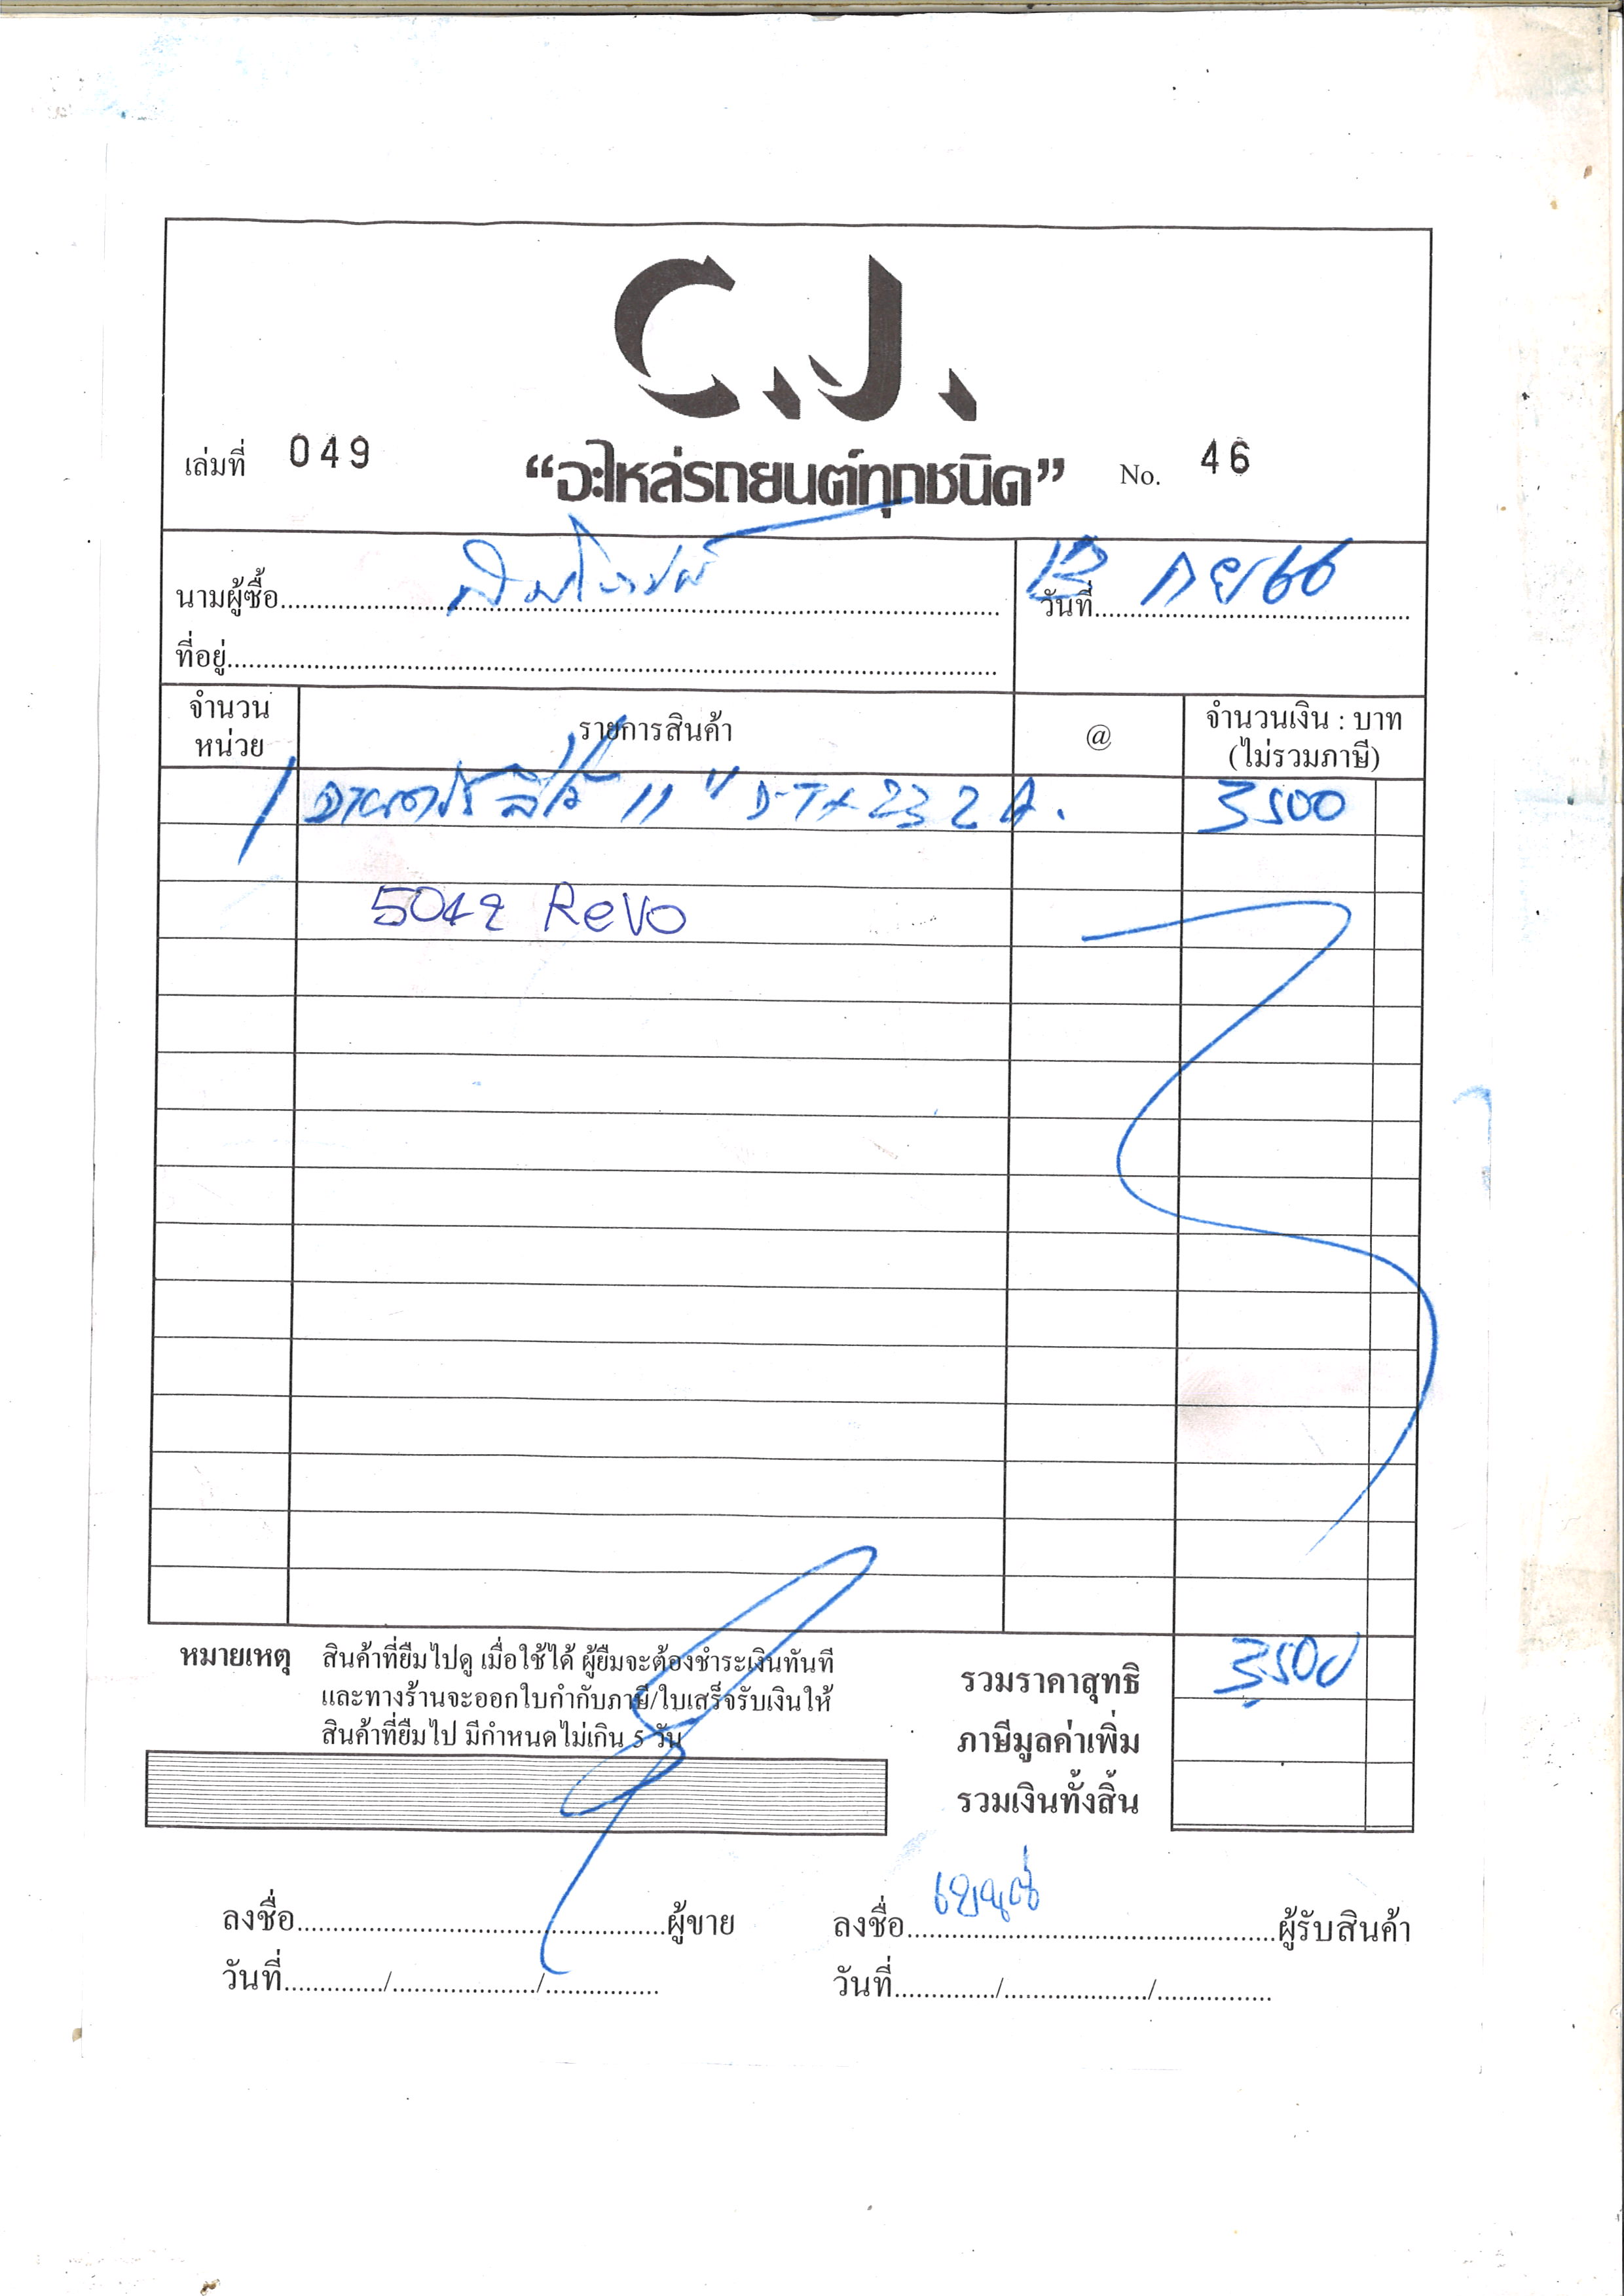 C.J.
เล่มที่ 049 “อะไหล่รถยนต์ทุกชนิด” No. 46
นามผู้ซื้อ
วันที่ 12 กย 66
ที่อยู่
จำนวน หน่วย รายการสินค้า @ จำนวนเงิน : บาท (ไม่รวมภาษี)
1 11" D-TX-232A. 3500
5042 Revo
หมายเหตุ สินค้าที่ยืมไปดู เมื่อใช้ได้ ผู้ยืมจะต้องชำระเงินทันที
และทางร้านจะออกใบกำกับภาษี/ใบเสร็จรับเงินให้
สินค้าที่ยืมไป มีกำหนดไม่เกิน 5 วัน
รวมราคาสุทธิ 3500
ภาษีมูลค่าเพิ่ม
รวมเงินทั้งสิ้น
ลงชื่อ ผู้ขาย ลงชื่อ ผู้รับสินค้า
วันที่ / / วันที่ / /